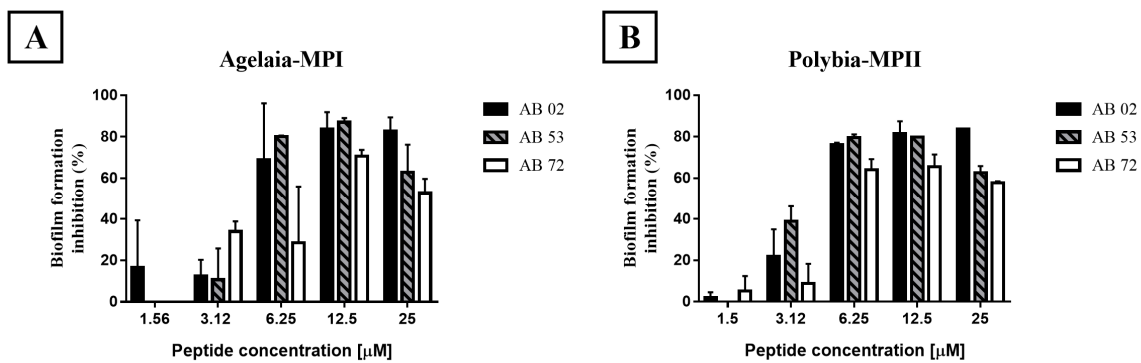 A
Agelaia-MPI
Biofilm formation
inhibition (%)
100
80
60
40
20
0
1.56 3.12 6.25 12.5 25
Peptide concentration [μM]
AB 02
AB 53
AB 72
B
Polybia-MPII
Biofilm formation
inhibition (%)
100
80
60
40
20
0
1.5 3.12 6.25 12.5 25
Peptide concentration [μM]
AB 02
AB 53
AB 72